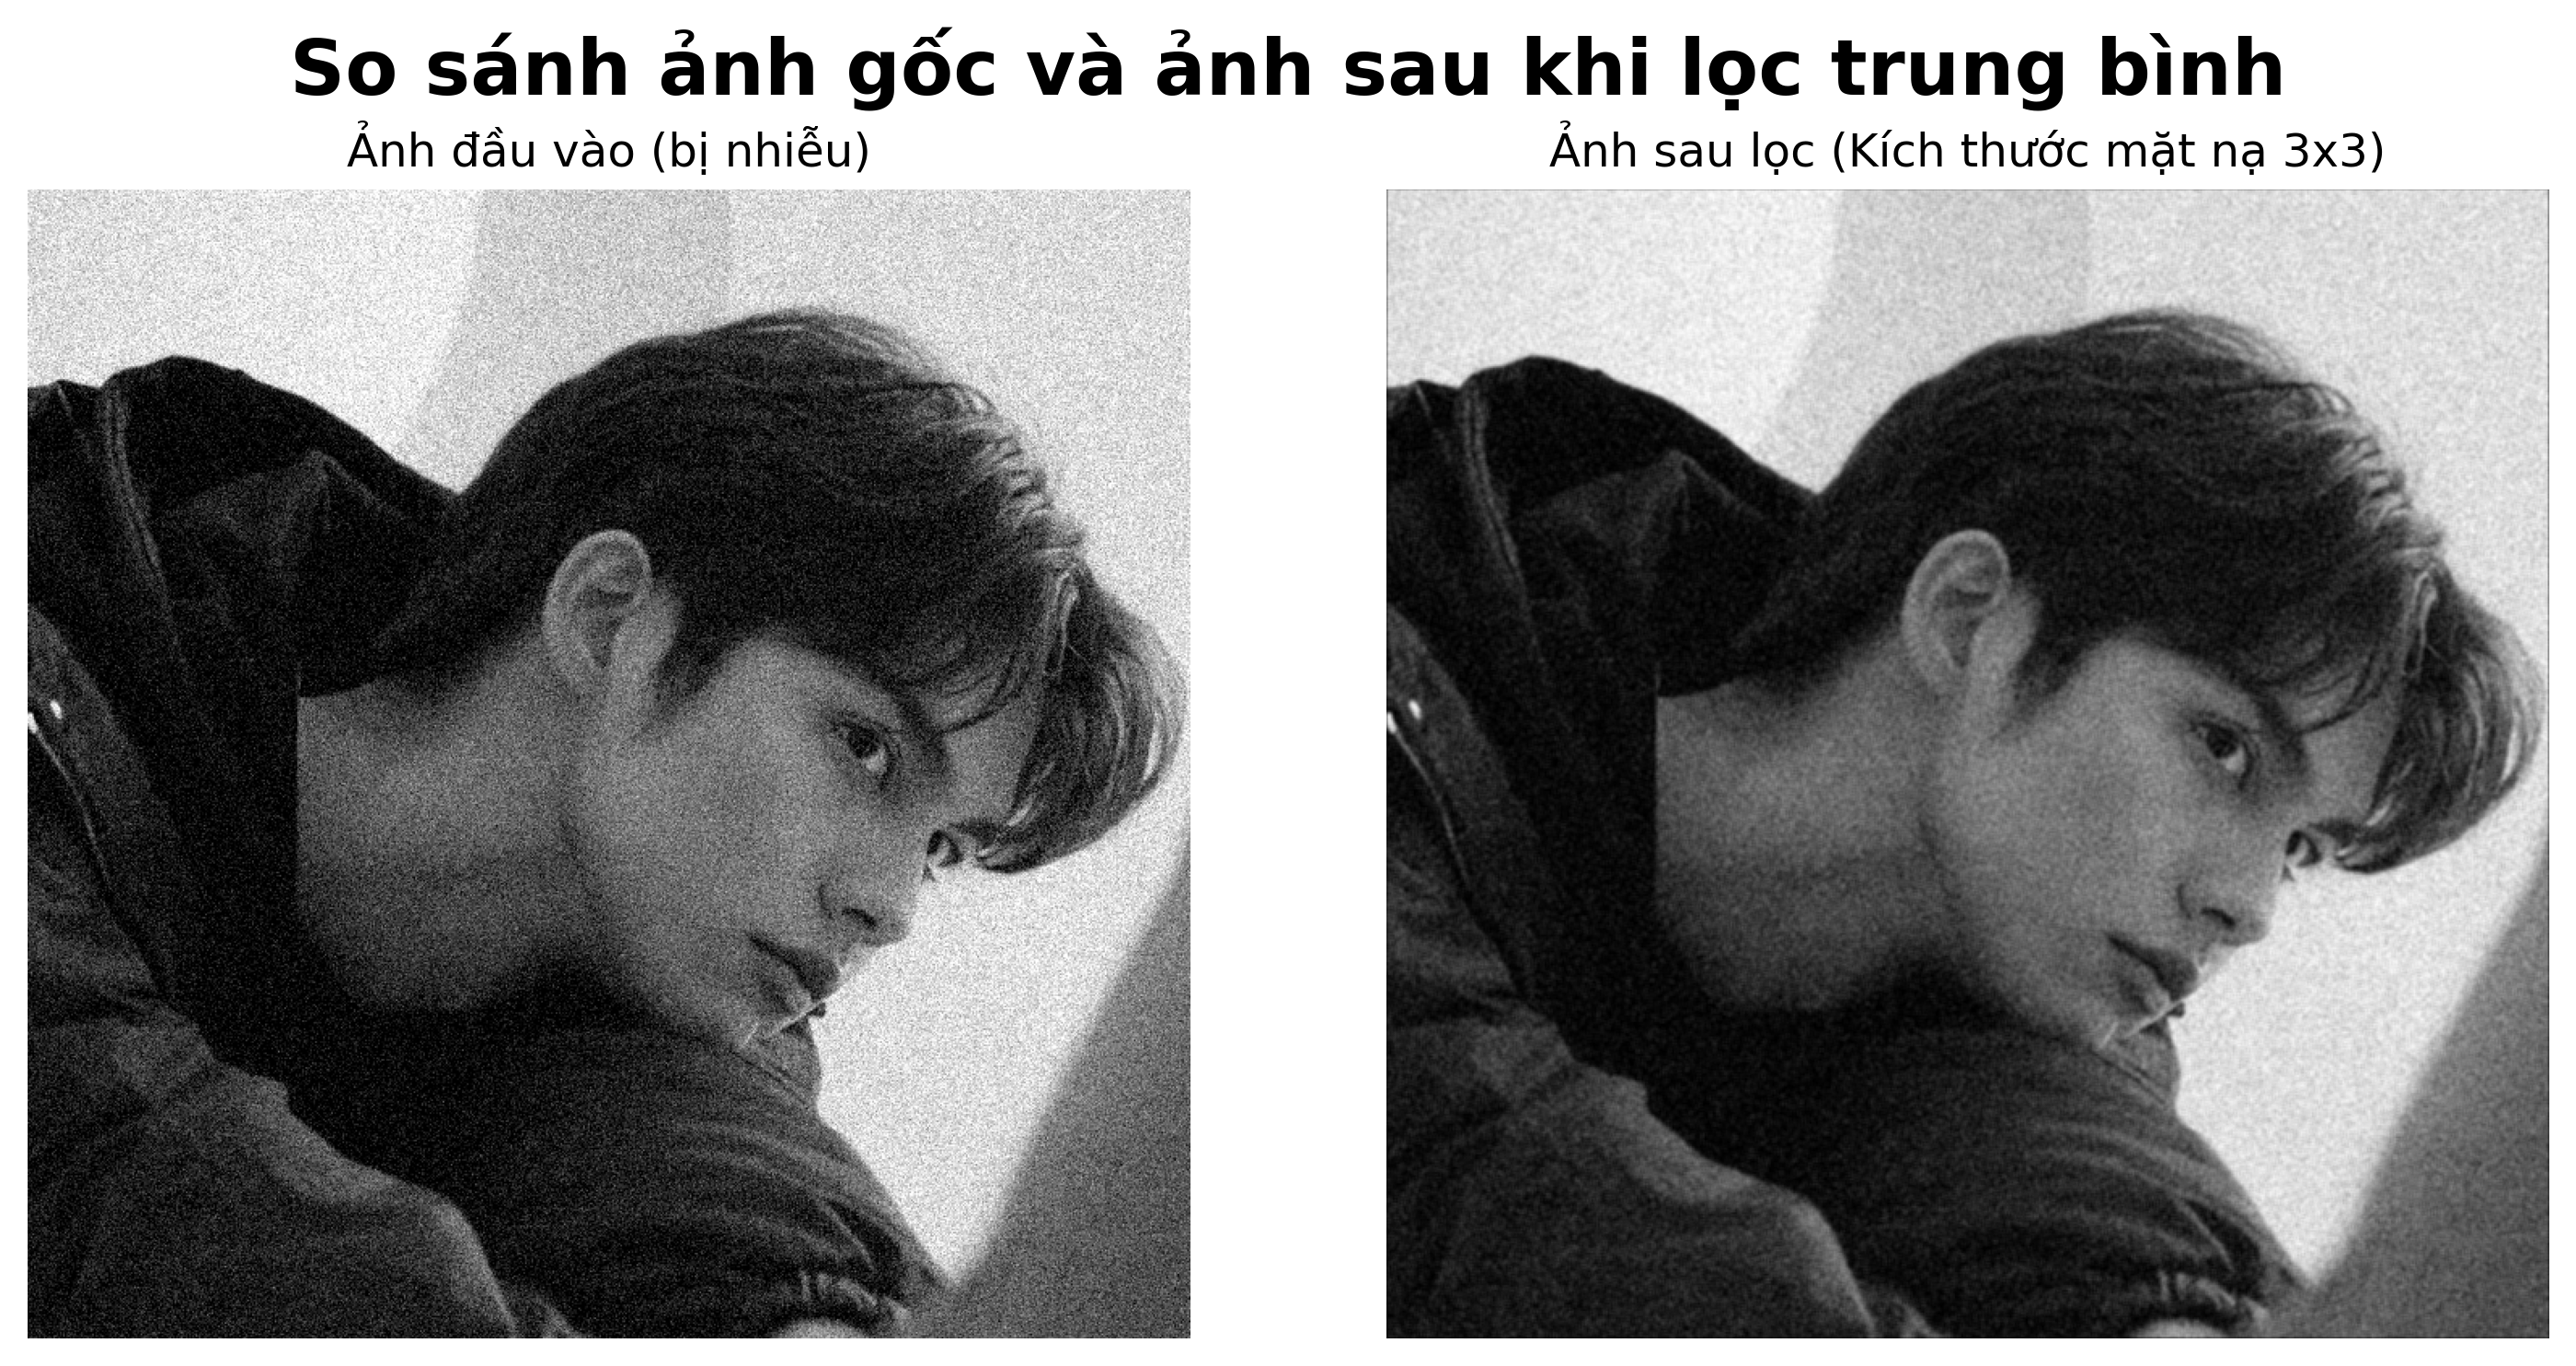 So sánh ảnh gốc và ảnh sau khi lọc trung bình
Ảnh đầu vào (bị nhiễu)
Ảnh sau lọc (Kích thước mặt nạ 3x3)